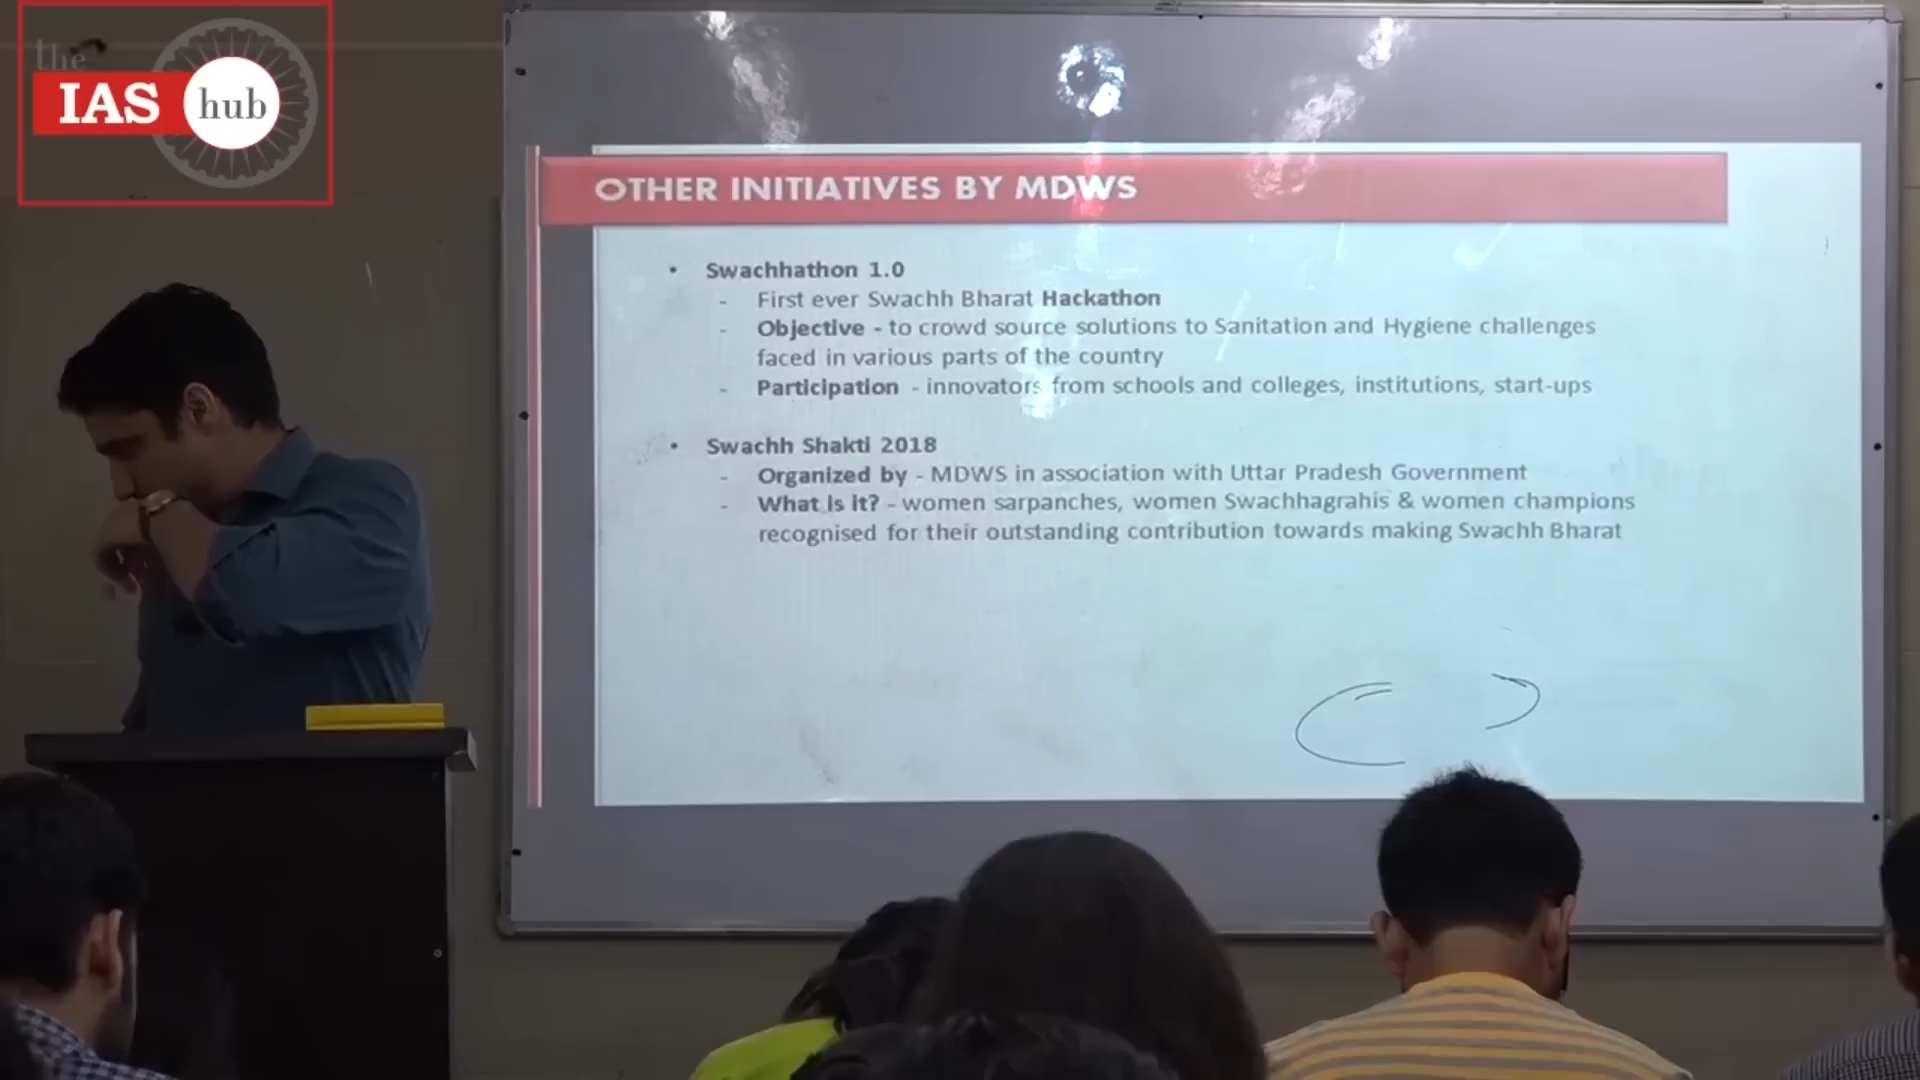 the
IAS hub
OTHER INITIATIVES BY MDWS
• Swachhathon 1.0
- First ever Swachh Bharat Hackathon
- Objective - to crowd source solutions to Sanitation and Hygiene challenges
faced in various parts of the country
- Participation - innovators from schools and colleges, institutions, start-ups
• Swachh Shakti 2018
- Organized by - MDWS in association with Uttar Pradesh Government
- What is it? - women sarpanches, women Swachhagrahis & women champions
recognised for their outstanding contribution towards making Swachh Bharat